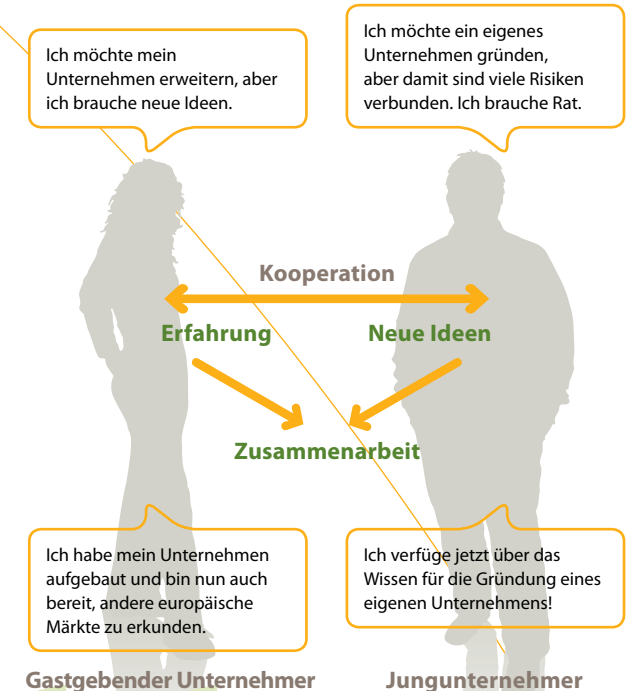 Ich möchte mein
Unternehmen erweitern, aber
ich brauche neue Ideen.
Ich möchte ein eigenes
Unternehmen gründen,
aber damit sind viele Risiken
verbunden. Ich brauche Rat.
Kooperation
Erfahrung
Neue Ideen
Zusammenarbeit
Ich habe mein Unternehmen
aufgebaut und bin nun auch
bereit, andere europäische
Märkte zu erkunden.
Ich verfüge jetzt über das
Wissen für die Gründung eines
eigenen Unternehmens!
Gastgebender Unternehmer
Jungunternehmer